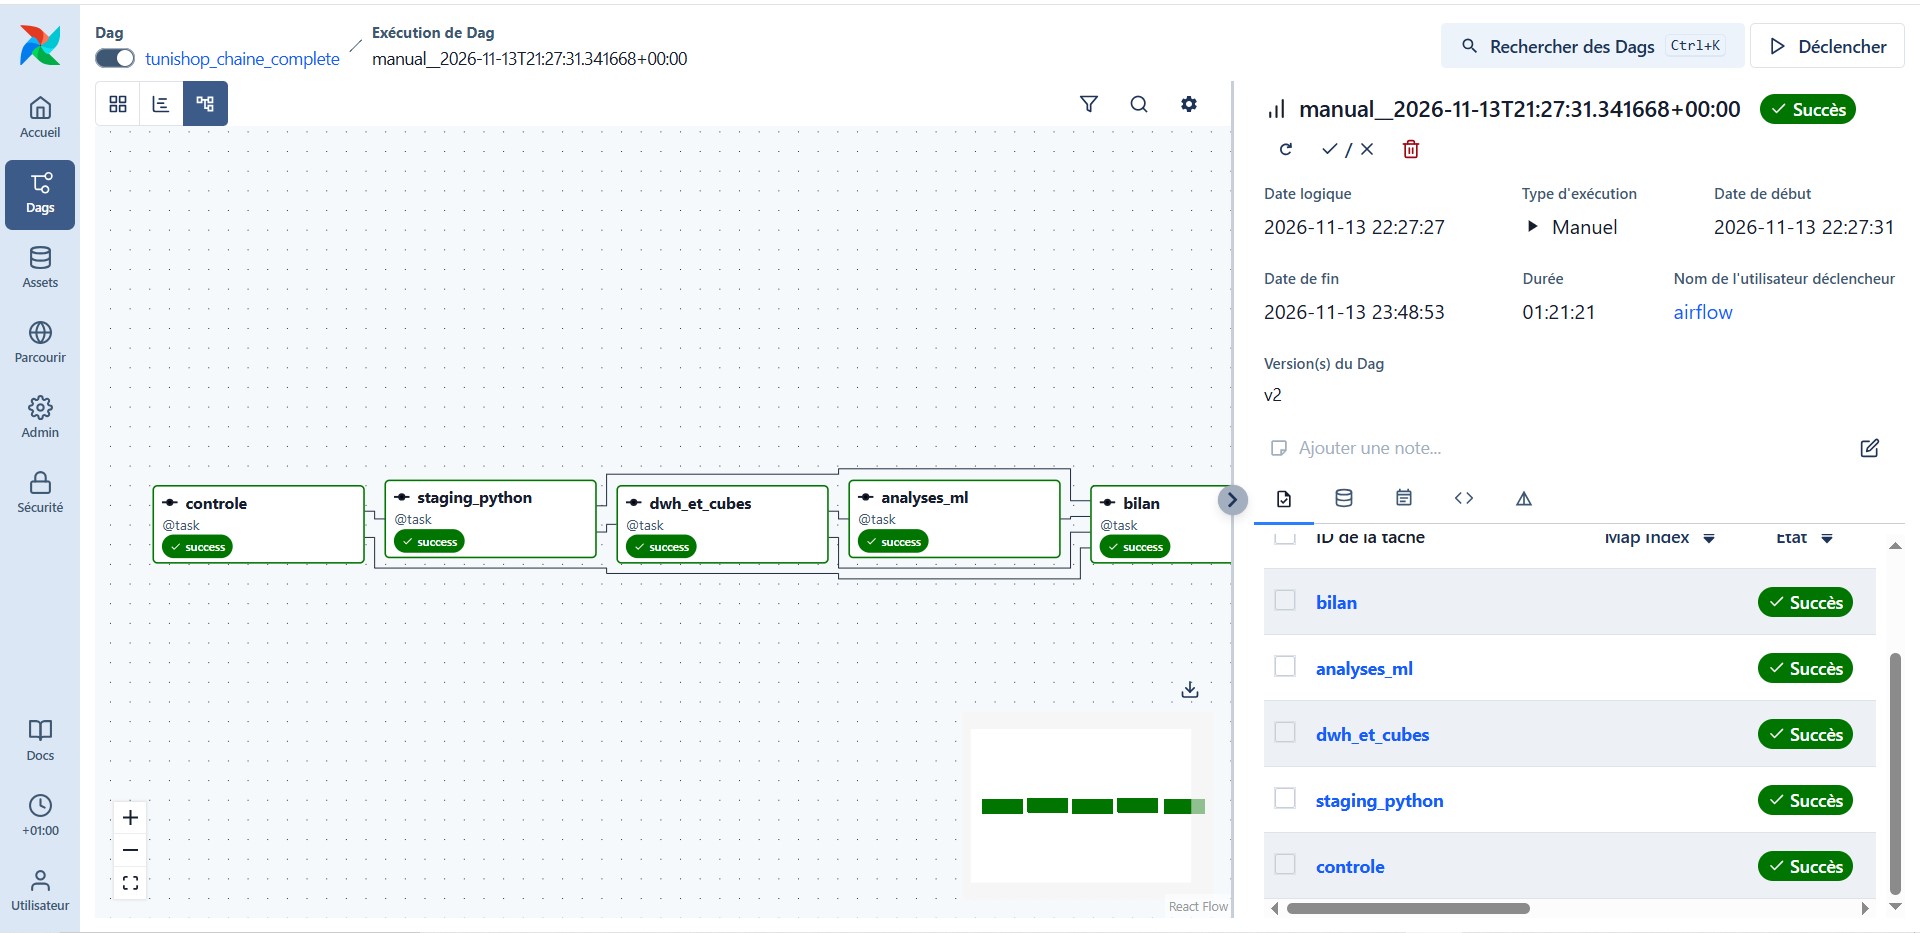 Dag
tunishop_chaine_complete
Exécution de Dag
manual__2026-11-13T21:27:31.341668+00:00
Rechercher des Dags Ctrl+K
Déclencher
Accueil
Dags
Assets
Parcourir
Admin
Sécurité
Docs
+01:00
Utilisateur
controle
@task
success
staging_python
@task
success
dwh_et_cubes
@task
success
analyses_ml
@task
success
bilan
@task
success
React Flow
manual__2026-11-13T21:27:31.341668+00:00 Succès
/
Date logique
2026-11-13 22:27:27
Type d'exécution
Manuel
Date de début
2026-11-13 22:27:31
Date de fin
2026-11-13 23:48:53
Durée
01:21:21
Nom de l'utilisateur déclencheur
airflow
Version(s) du Dag
v2
Ajouter une note...
ID de la tâche Map Index État
bilan Succès
analyses_ml Succès
dwh_et_cubes Succès
staging_python Succès
controle Succès